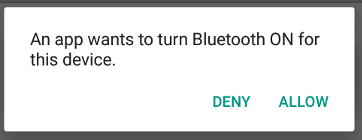 An app wants to turn Bluetooth ON for
this device.
DENY ALLOW